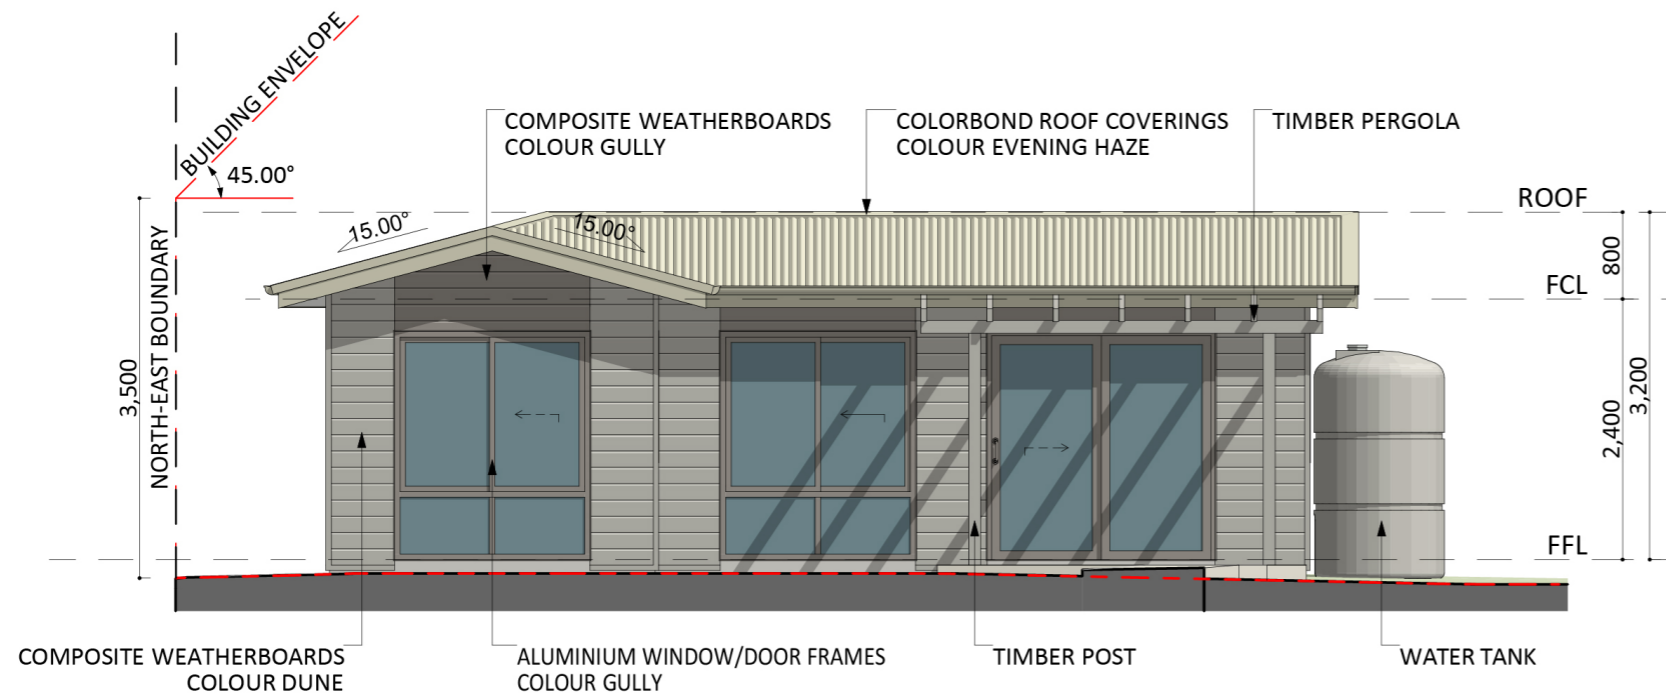 BUILDING ENVELOPE
45.00°
COMPOSITE WEATHERBOARDS
COLOUR GULLY
COLORBOND ROOF COVERINGS
COLOUR EVENING HAZE
TIMBER PERGOLA
ROOF
15.00°
15.00°
800
FCL
3,500
NORTH-EAST BOUNDARY
2,400
3,200
FFL
COMPOSITE WEATHERBOARDS
COLOUR DUNE
ALUMINIUM WINDOW/DOOR FRAMES
COLOUR GULLY
TIMBER POST
WATER TANK